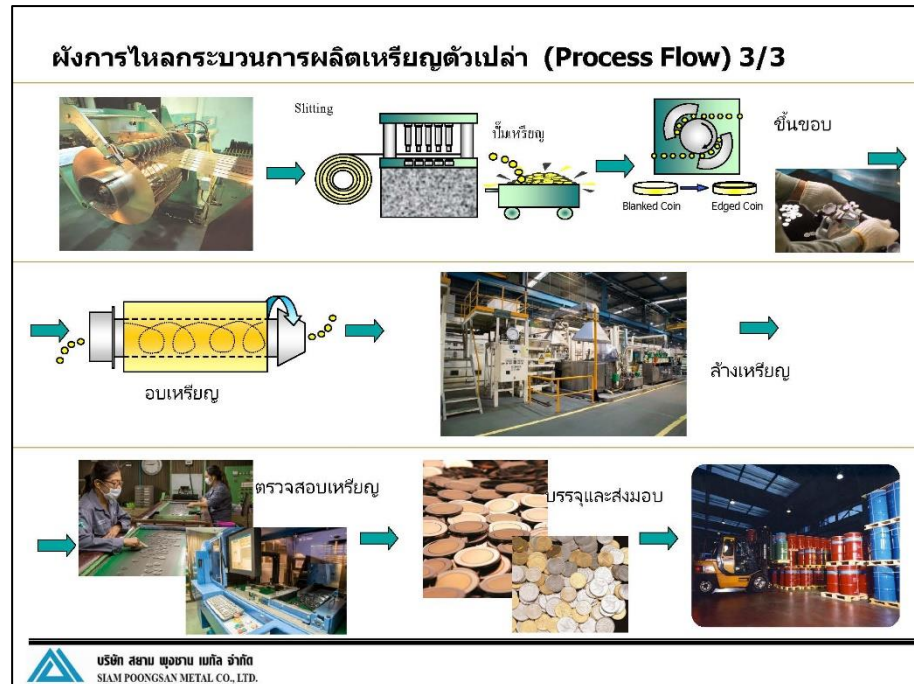 ผังการไหลกระบวนการผลิตเหรียญตัวเปล่า (Process Flow) 3/3
Slitting
ปั๊มเหรียญ
ขึ้นขอบ
Blanked Coin
Edged Coin
อบเหรียญ
ล้างเหรียญ
ตรวจสอบเหรียญ
บรรจุและส่งมอบ
บริษัท สยาม พุงซาน เมทัล จำกัด
SIAM POONGSAN METAL CO., LTD.